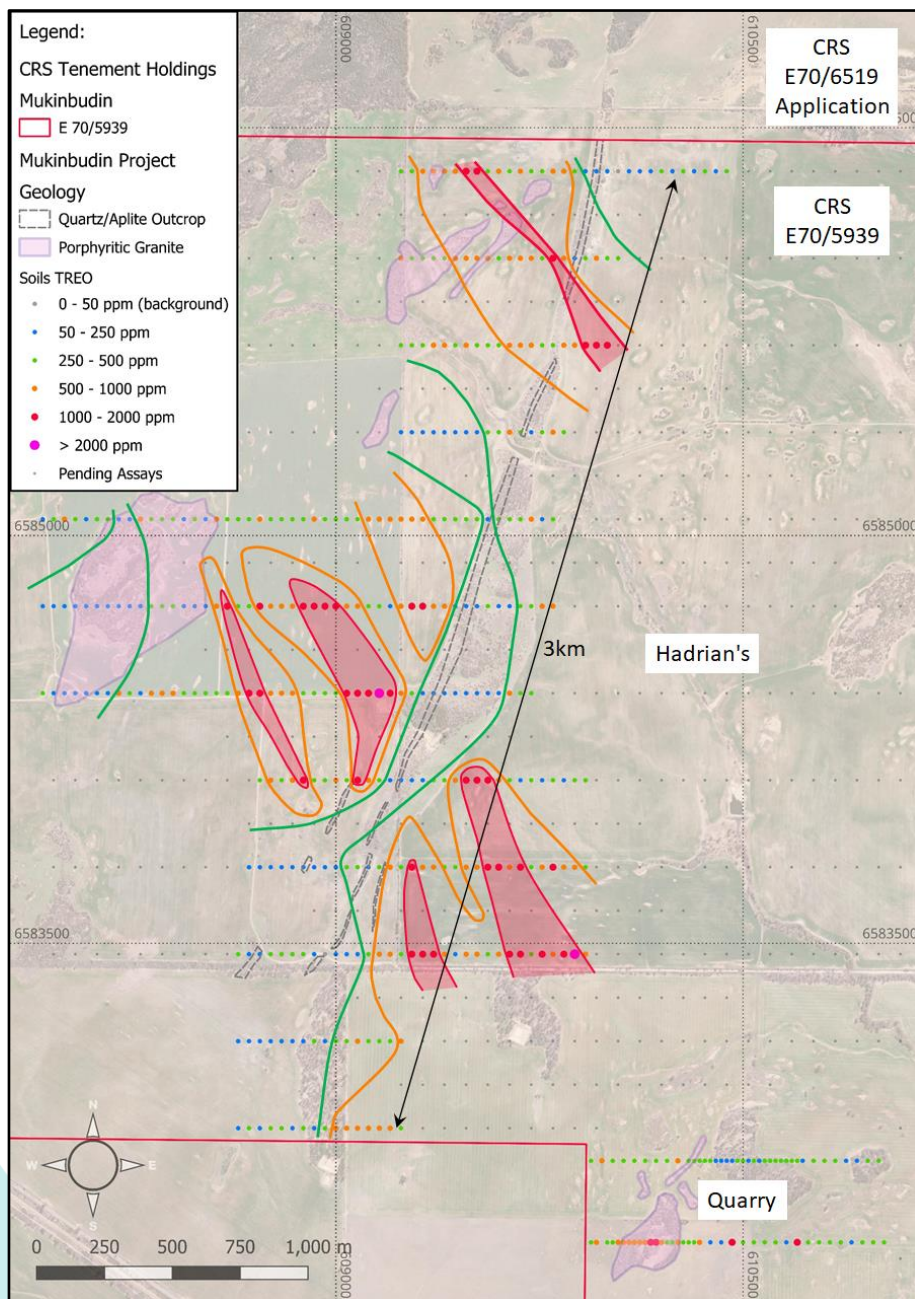 Legend:
CRS Tenement Holdings
Mukinbudin
E 70/5939
Mukinbudin Project
Geology
Quartz/Aplite Outcrop
Porphyritic Granite
Soils TREO
0 - 50 ppm (background)
50 - 250 ppm
250 - 500 ppm
500 - 1000 ppm
1000 - 2000 ppm
> 2000 ppm
Pending Assays
609000
610500
CRS
E70/6519
Application
500
CRS
E70/5939
6585000
6585000
3km
Hadrian's
6583500
6583500
N
W
E
S
Quarry
0
250
500
750
1,000 m
609000
610500